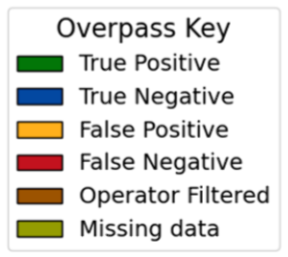 Overpass Key
True Positive
True Negative
False Positive
False Negative
Operator Filtered
Missing data